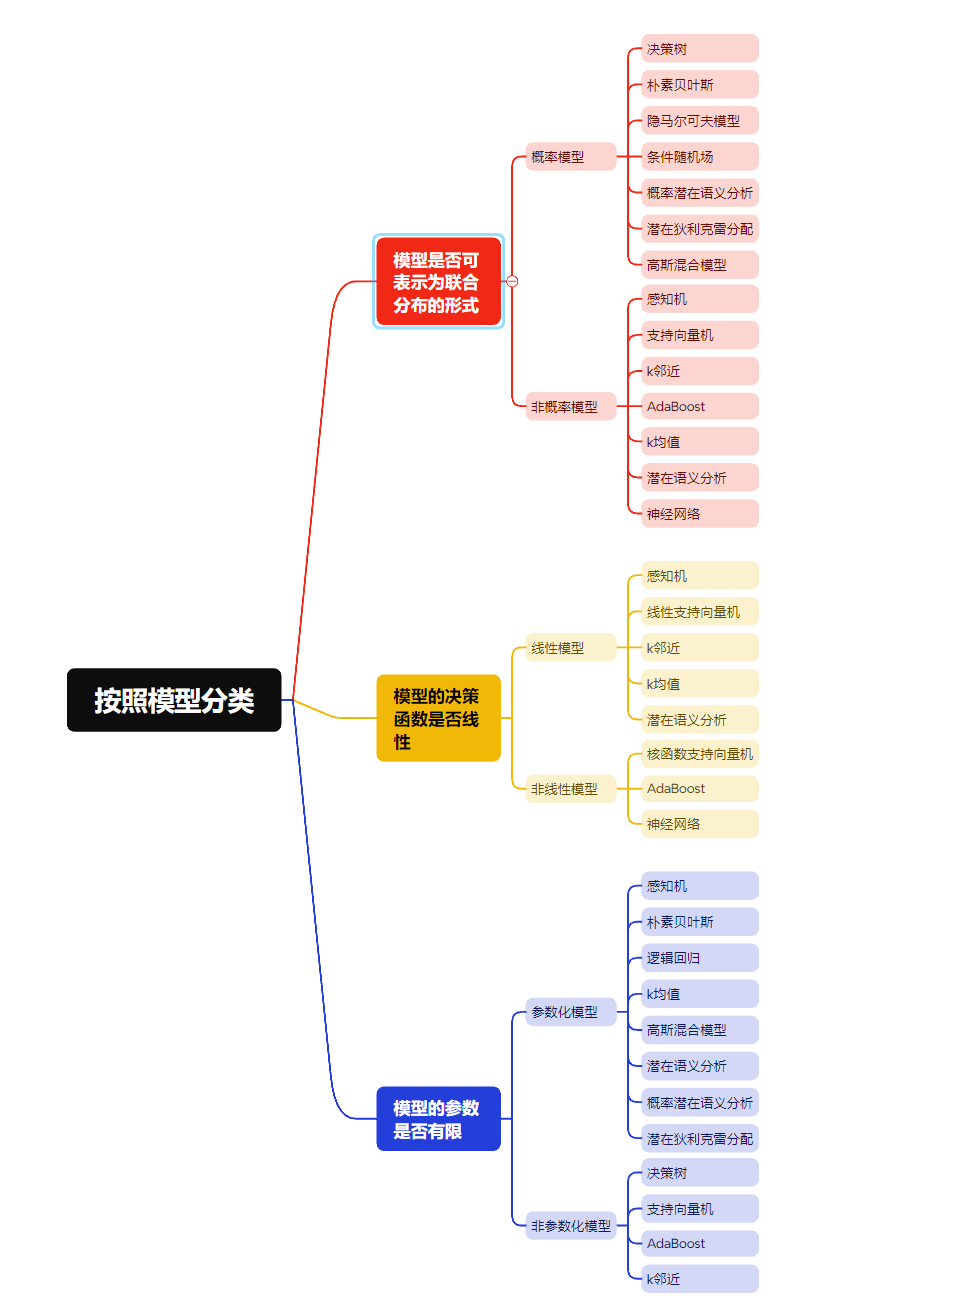 按照模型分类
模型是否可
表示为联合
分布的形式
概率模型
决策树
朴素贝叶斯
隐马尔可夫模型
条件随机场
概率潜在语义分析
潜在狄利克雷分配
高斯混合模型
非概率模型
感知机
支持向量机
k邻近
AdaBoost
k均值
潜在语义分析
神经网络
模型的决策
函数是否线
性
线性模型
感知机
线性支持向量机
k邻近
k均值
潜在语义分析
非线性模型
核函数支持向量机
AdaBoost
神经网络
模型的参数
是否有限
参数化模型
感知机
朴素贝叶斯
逻辑回归
k均值
高斯混合模型
潜在语义分析
概率潜在语义分析
潜在狄利克雷分配
非参数化模型
决策树
支持向量机
AdaBoost
k邻近